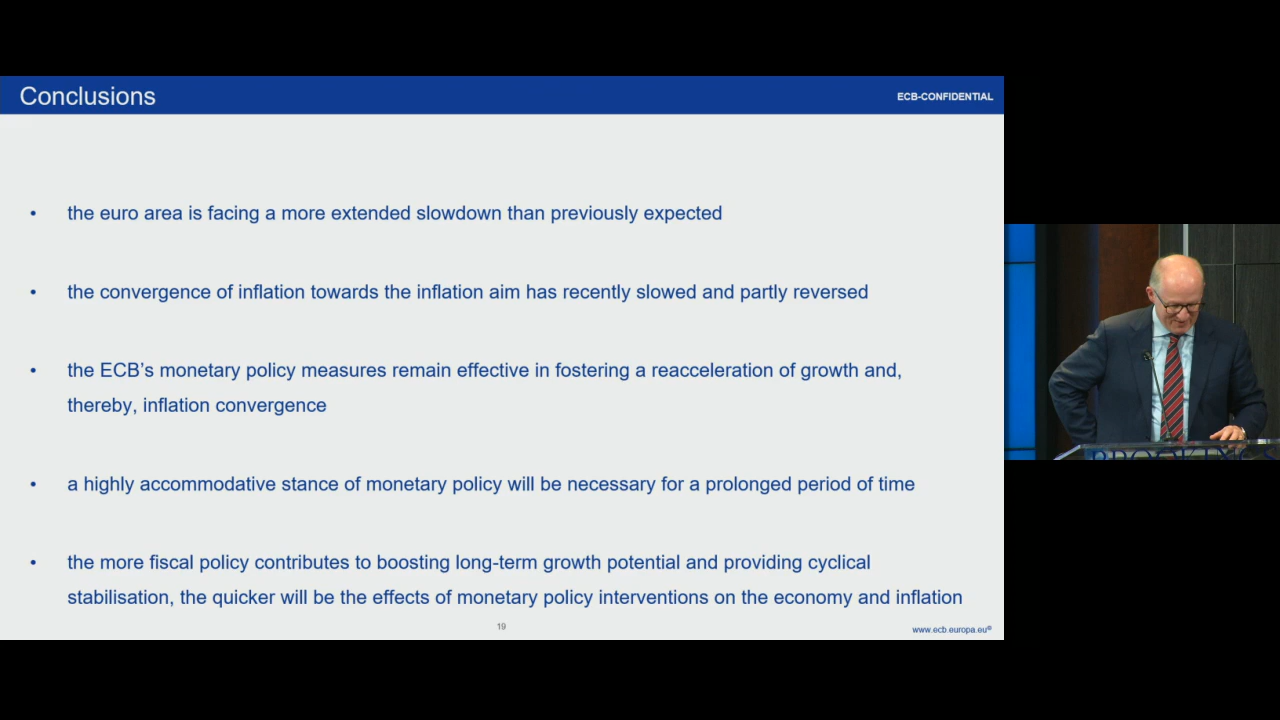 Conclusions
ECB-CONFIDENTIAL
• the euro area is facing a more extended slowdown than previously expected
• the convergence of inflation towards the inflation aim has recently slowed and partly reversed
• the ECB’s monetary policy measures remain effective in fostering a reacceleration of growth and,
thereby, inflation convergence
• a highly accommodative stance of monetary policy will be necessary for a prolonged period of time
• the more fiscal policy contributes to boosting long-term growth potential and providing cyclical
stabilisation, the quicker will be the effects of monetary policy interventions on the economy and inflation
19
www.ecb.europa.eu®
BROOKINGS